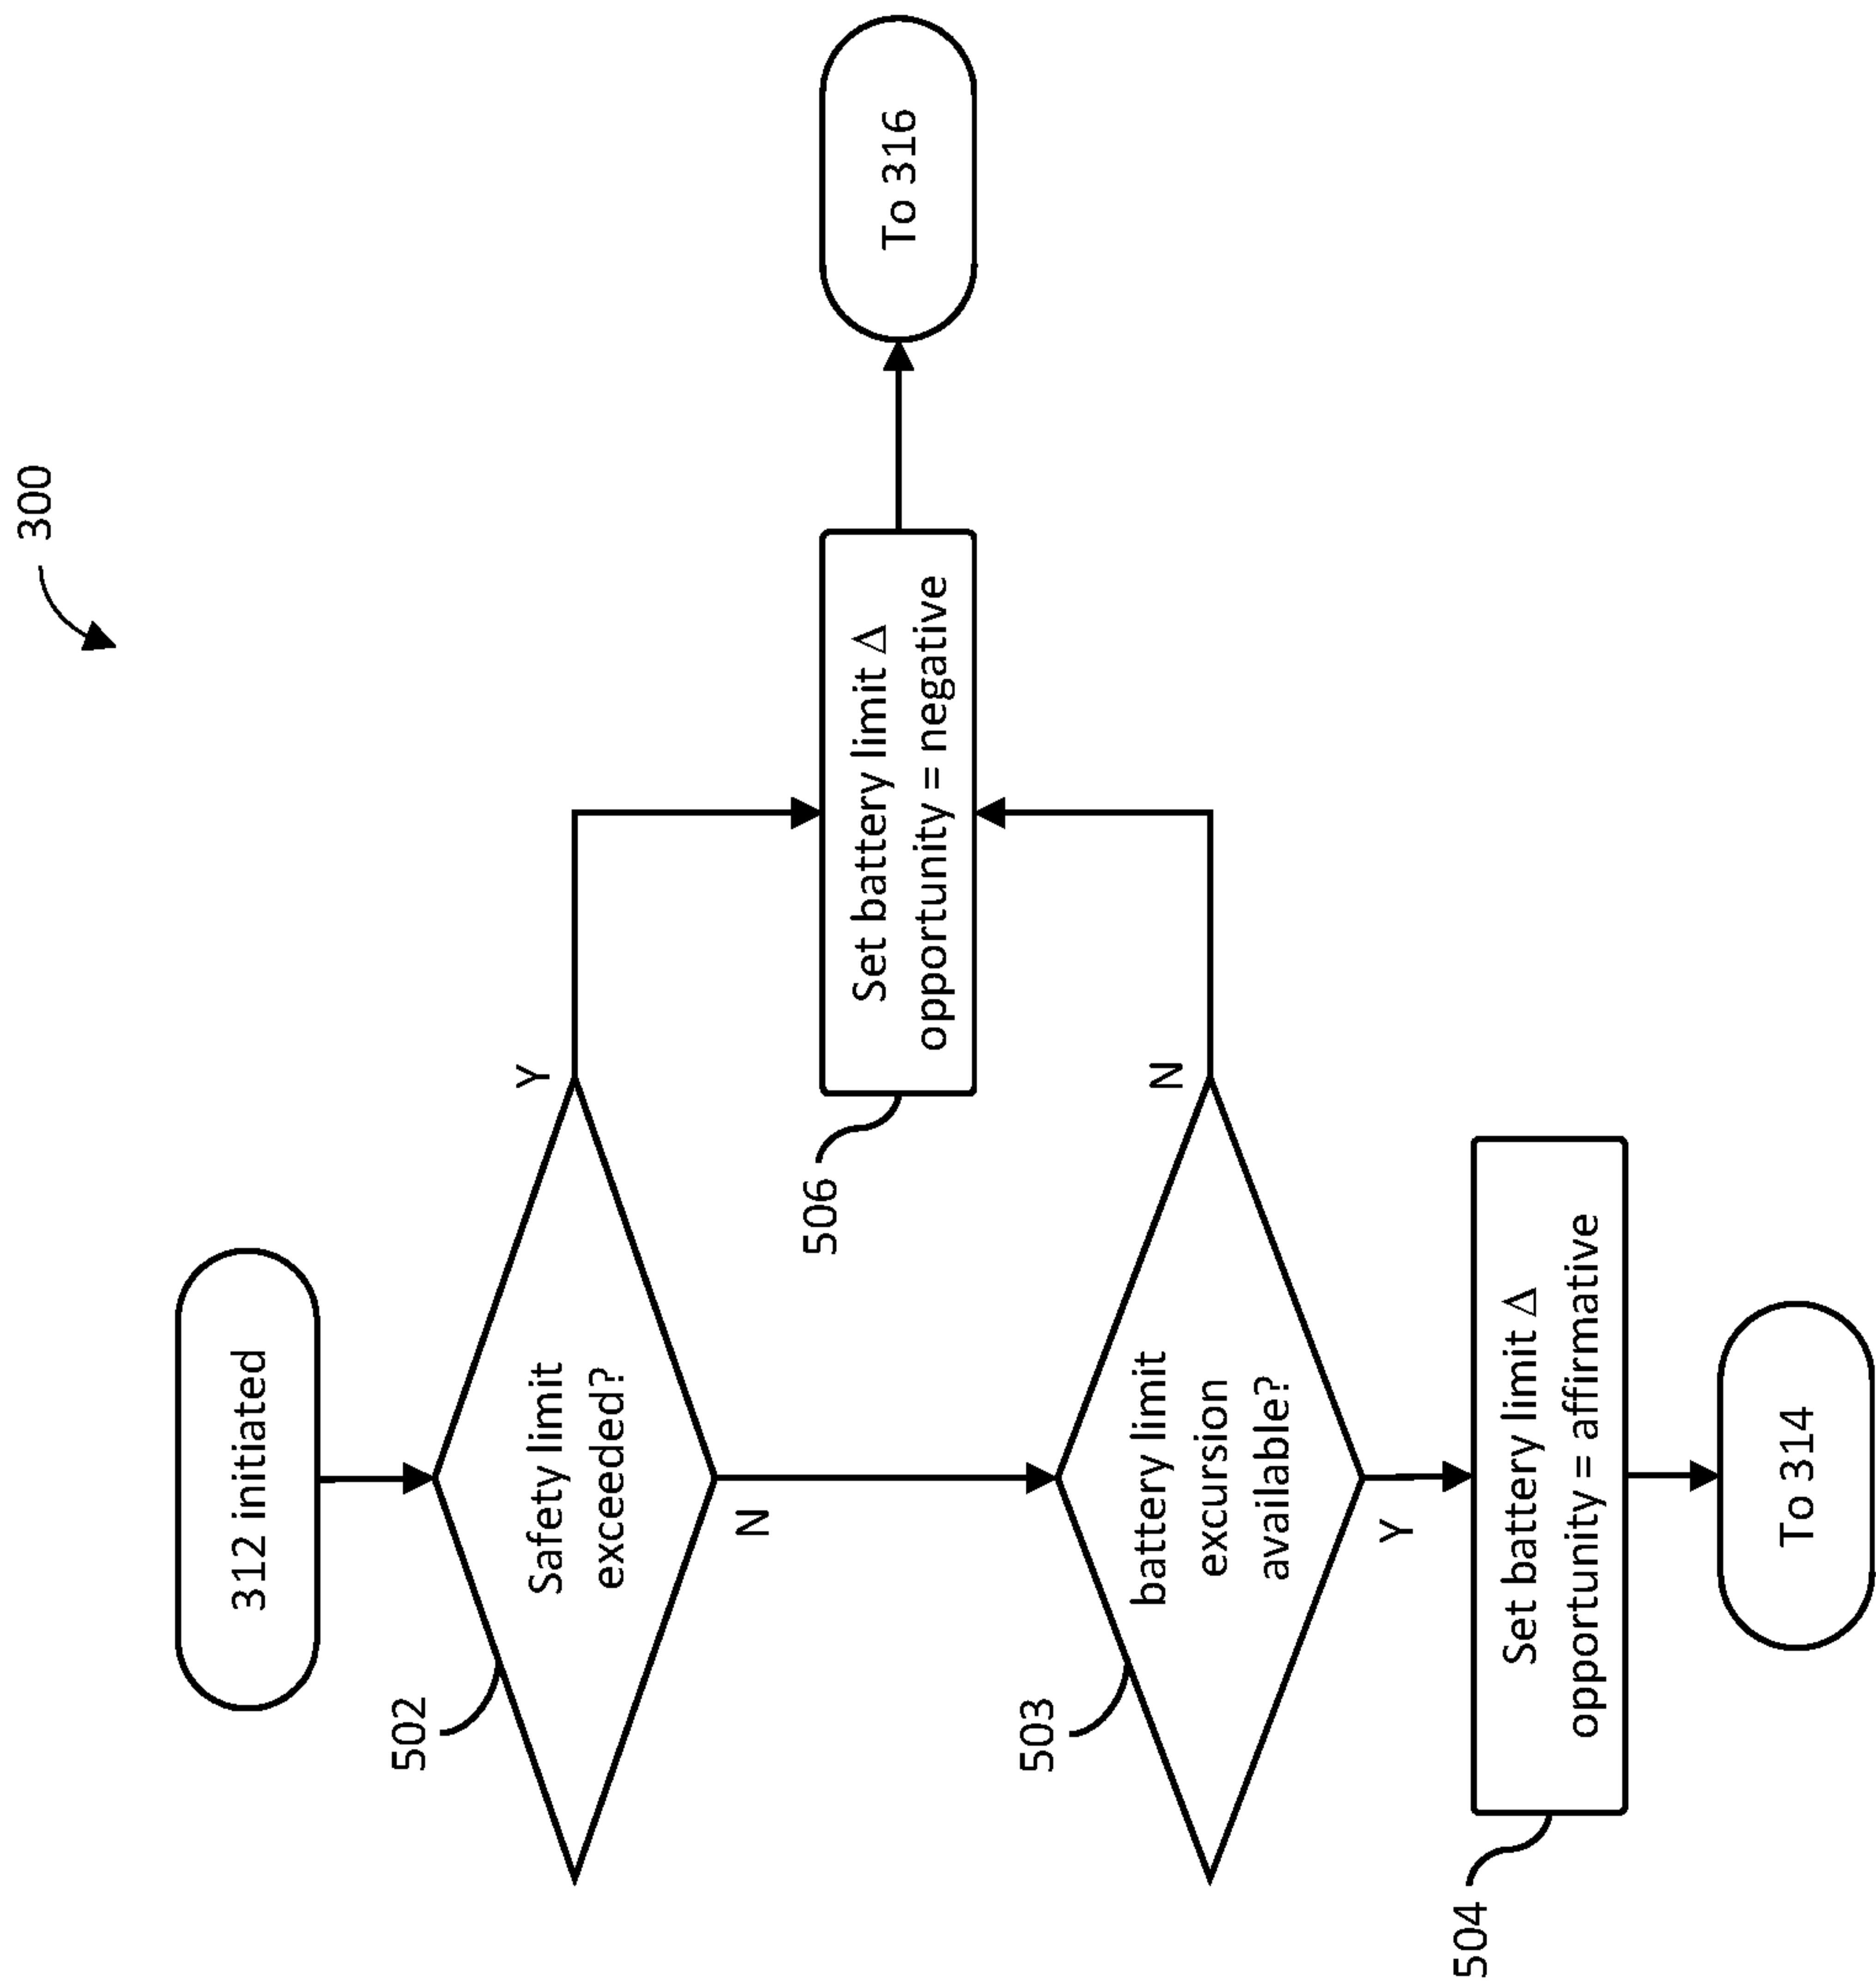 300
312 initiated
502
Safety limit
exceeded?
Y
N
506
Set battery limit Δ
opportunity = negative
To 316
503
battery limit
excursion
available?
N
Y
504
Set battery limit Δ
opportunity = affirmative
To 314